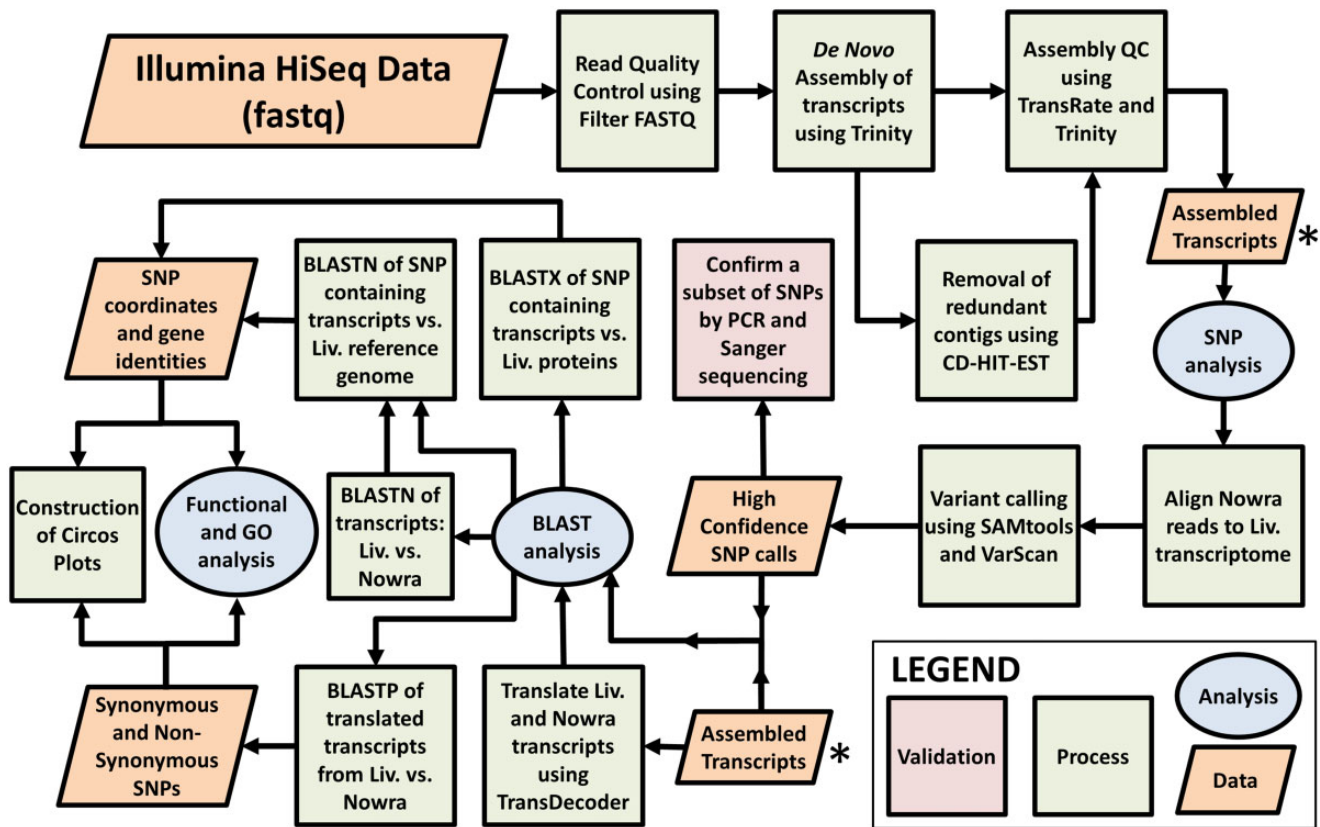 Illumina HiSeq Data
(fastq)
Read Quality
Control using
Filter FASTQ
De Novo
Assembly of
transcripts
using Trinity
Assembly QC
using
TransRate and
Trinity
Assembled
Transcripts
*
SNP
coordinates
and gene
identities
BLASTN of SNP
containing
transcripts vs.
Liv. reference
genome
BLASTX of SNP
containing
transcripts vs.
Liv. proteins
Confirm a
subset of SNPs
by PCR and
Sanger
sequencing
Removal of
redundant
contigs using
CD-HIT-EST
SNP
analysis
Construction
of Circos
Plots
Functional
and GO
analysis
BLASTN of
transcripts:
Liv. vs.
Nowra
BLAST
analysis
High
Confidence
SNP calls
Variant calling
using SAMtools
and VarScan
Align Nowra
reads to Liv.
transcriptome
Synonymous
and Non-
Synonymous
SNPs
BLASTP of
translated
transcripts
from Liv. vs.
Nowra
Translate Liv.
and Nowra
transcripts
using
TransDecoder
Assembled
Transcripts
*
LEGEND
Validation
Process
Analysis
Data